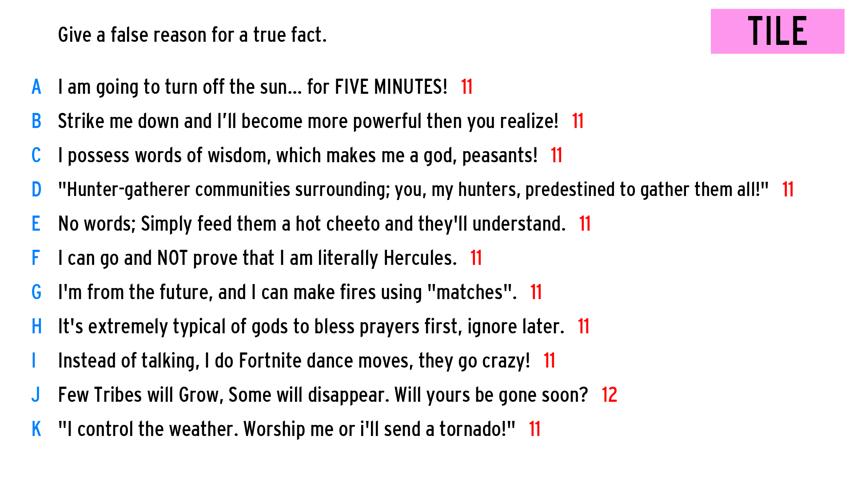 Give a false reason for a true fact.
TILE
A I am going to turn off the sun... for FIVE MINUTES! 11
B Strike me down and I'll become more powerful then you realize! 11
C I possess words of wisdom, which makes me a god, peasants! 11
D "Hunter-gatherer communities surrounding; you, my hunters, predestined to gather them all!" 11
E No words; Simply feed them a hot cheeto and they'll understand. 11
F I can go and NOT prove that I am literally Hercules. 11
G I'm from the future, and I can make fires using "matches". 11
H It's extremely typical of gods to bless prayers first, ignore later. 11
I Instead of talking, I do Fortnite dance moves, they go crazy! 11
J Few Tribes will Grow, Some will disappear. Will yours be gone soon? 12
K "I control the weather. Worship me or i'll send a tornado!" 11